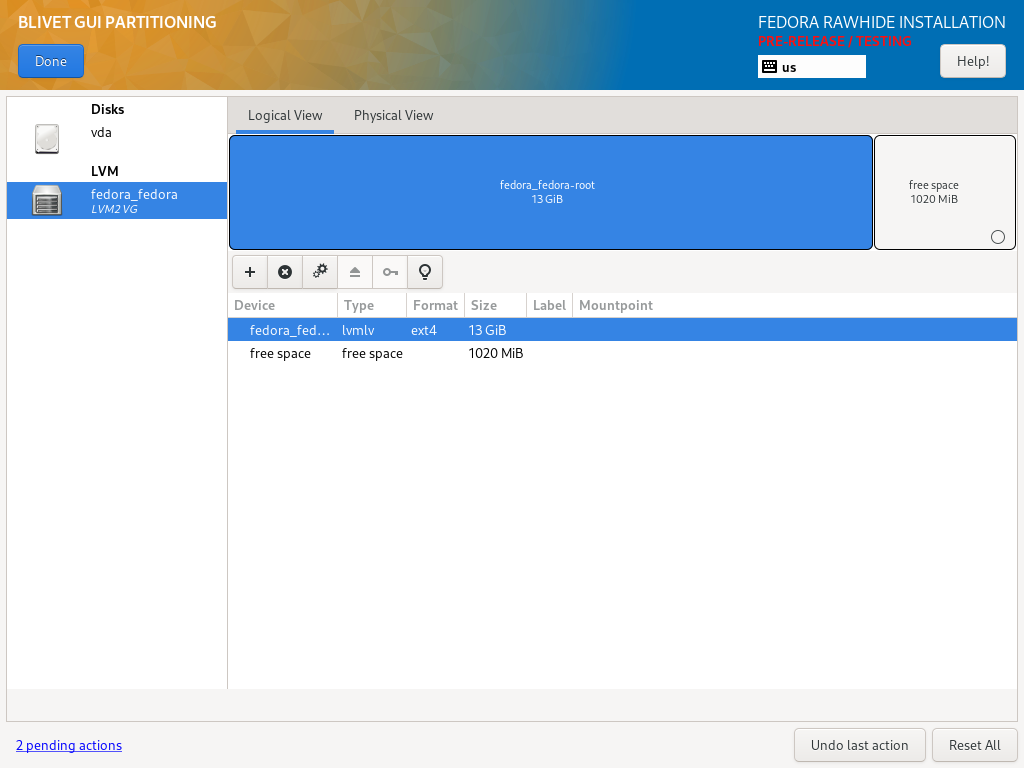 BLIVET GUI PARTITIONING
Done
FEDORA RAWHIDE INSTALLATION
PRE-RELEASE / TESTING
us
Help!
Disks
vda
LVM
fedora_fedora
LVM2 VG
Logical View
Physical View
fedora_fedora-root
13 GiB
free space
1020 MiB
Device Type Format Size Label Mountpoint
fedora_fed... lvmlv ext4 13 GiB
free space free space 1020 MiB
2 pending actions
Undo last action
Reset All